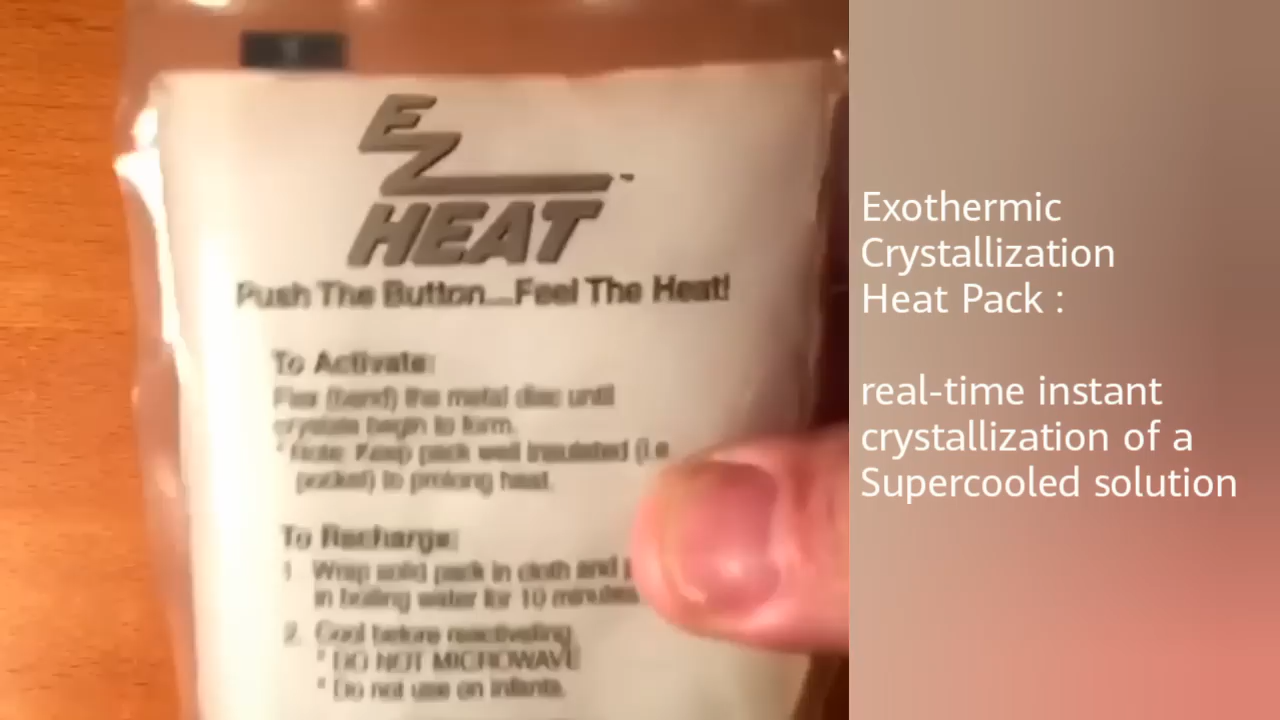 E
Z
HEAT™
Push The Button....Feel The Heat!
To Activate:
Flex (bend) the metal disc until
crystals begin to form.
* Note: Keep pack well insulated (i.e
(pocket) to prolong heat.
To Recharge:
1. Wrap solid pack in cloth and
in boiling water for 10 minutes
2. Cool before reactivating
* DO NOT MICROWAVE
* Do not use on infants.
Exothermic
Crystallization
Heat Pack :
real-time instant
crystallization of a
Supercooled solution